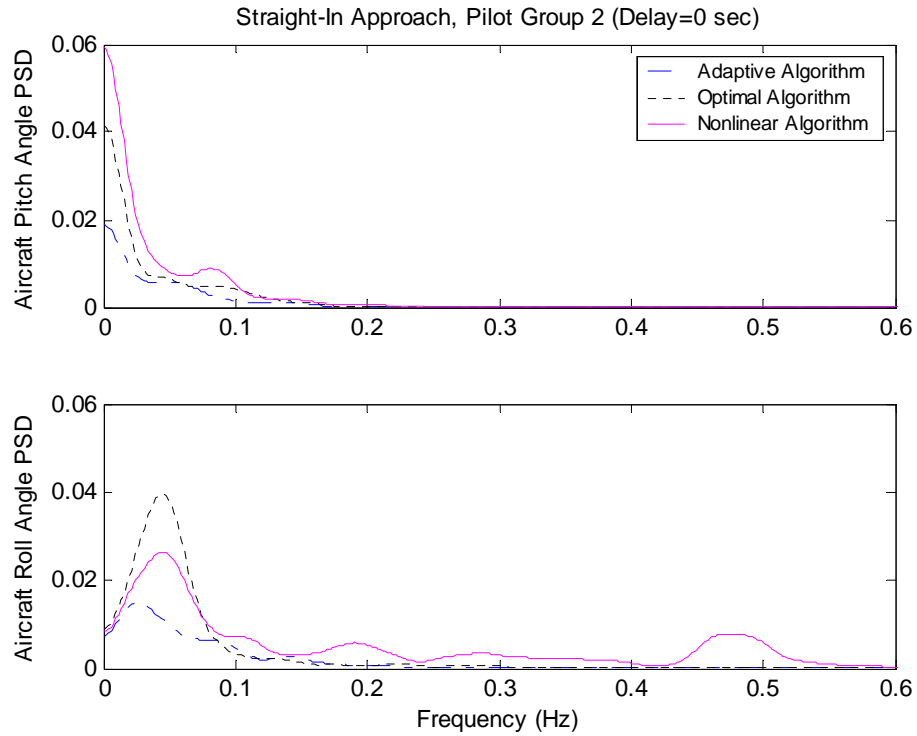 Straight-In Approach, Pilot Group 2 (Delay=0 sec)
Aircraft Pitch Angle PSD
0.06
0.04
0.02
0
Adaptive Algorithm
Optimal Algorithm
Nonlinear Algorithm
0 0.1 0.2 0.3 0.4 0.5 0.6
Aircraft Roll Angle PSD
0.06
0.04
0.02
0
0 0.1 0.2 0.3 0.4 0.5 0.6
Frequency (Hz)